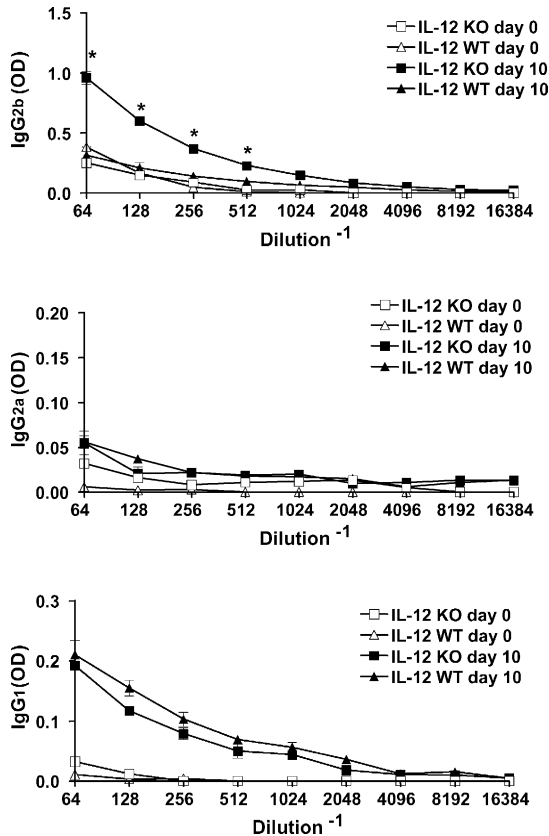 1.5
IL-12 KO day 0
IL-12 WT day 0
IL-12 KO day 10
IL-12 WT day 10
*
1.0
* * *
IgG2b (OD)
0.5
0.0
64 128 256 512 1024 2048 4096 8192 16384
Dilution -1
IL-12 KO day 0
IL-12 WT day 0
IL-12 KO day 10
IL-12 WT day 10
0.20
0.15
IgG2a (OD)
0.10
0.05
0.00
64 128 256 512 1024 2048 4096 8192 16384
Dilution -1
0.3
IL-12 KO day 0
IL-12 WT day 0
IL-12 KO day 10
IL-12 WT day 10
0.2
IgG1 (OD)
0.1
0.0
64 128 256 512 1024 2048 4096 8192 16384
Dilution -1